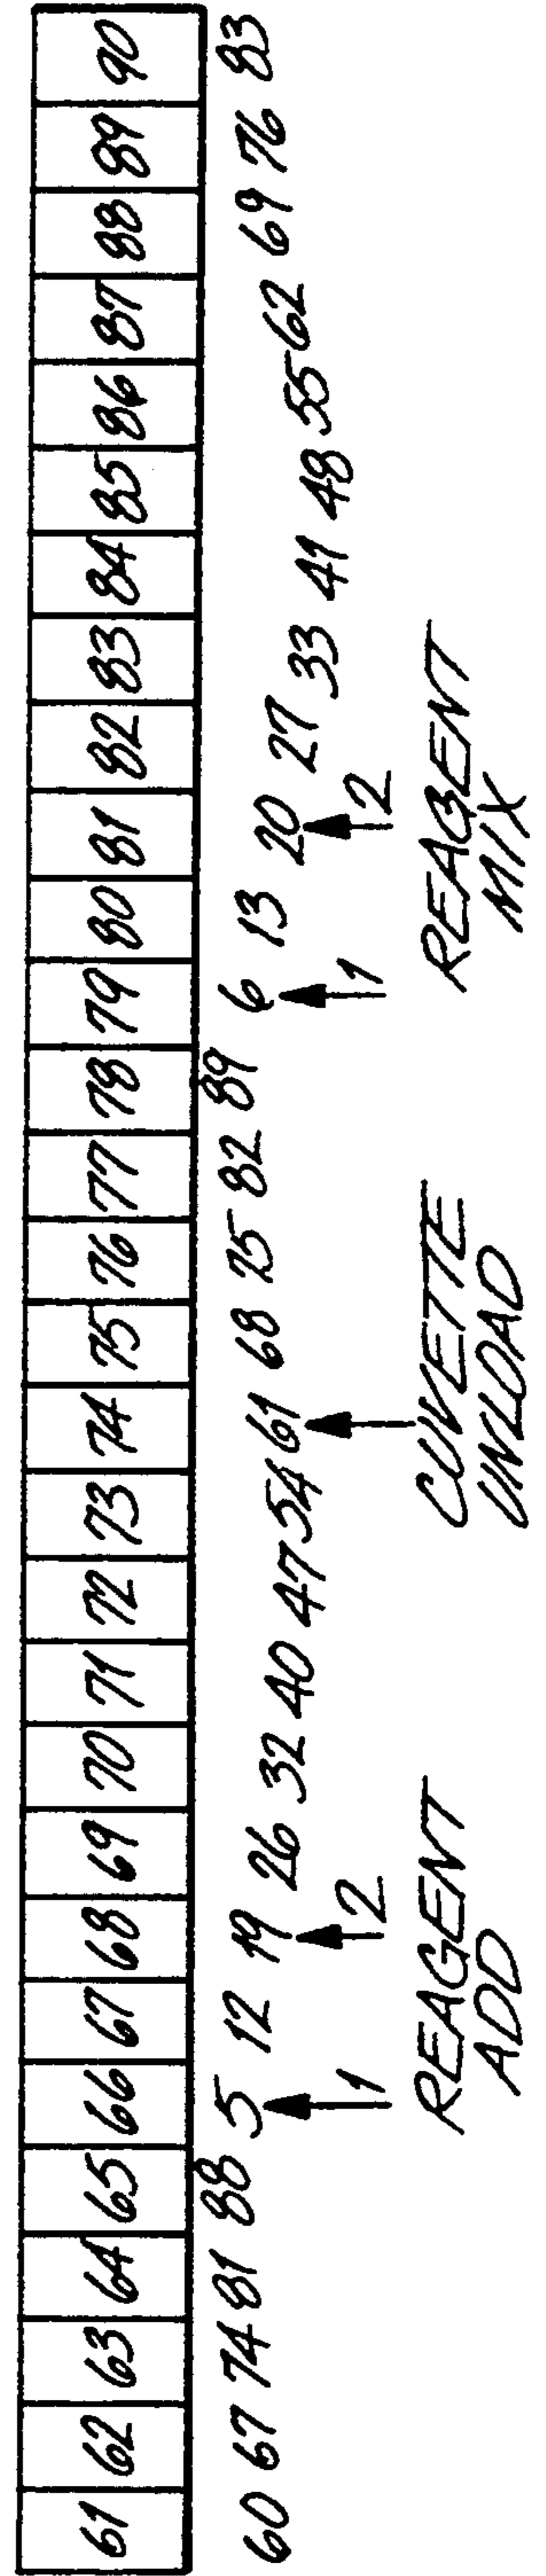 61 62 63 64 65 66 67 68 69 70 71 72 73 74 75 76 77 78 79 80 81 82 83 84 85 86 87 88 89 90
60 67 74 81 88 5 12 19 26 32 40 47 54 61 68 75 82 89 6 13 20 27 33 41 48 55 62 69 76 83
1 2 1 2
REAGENT CUVETTE REAGENT
ADD UNLOAD MIX